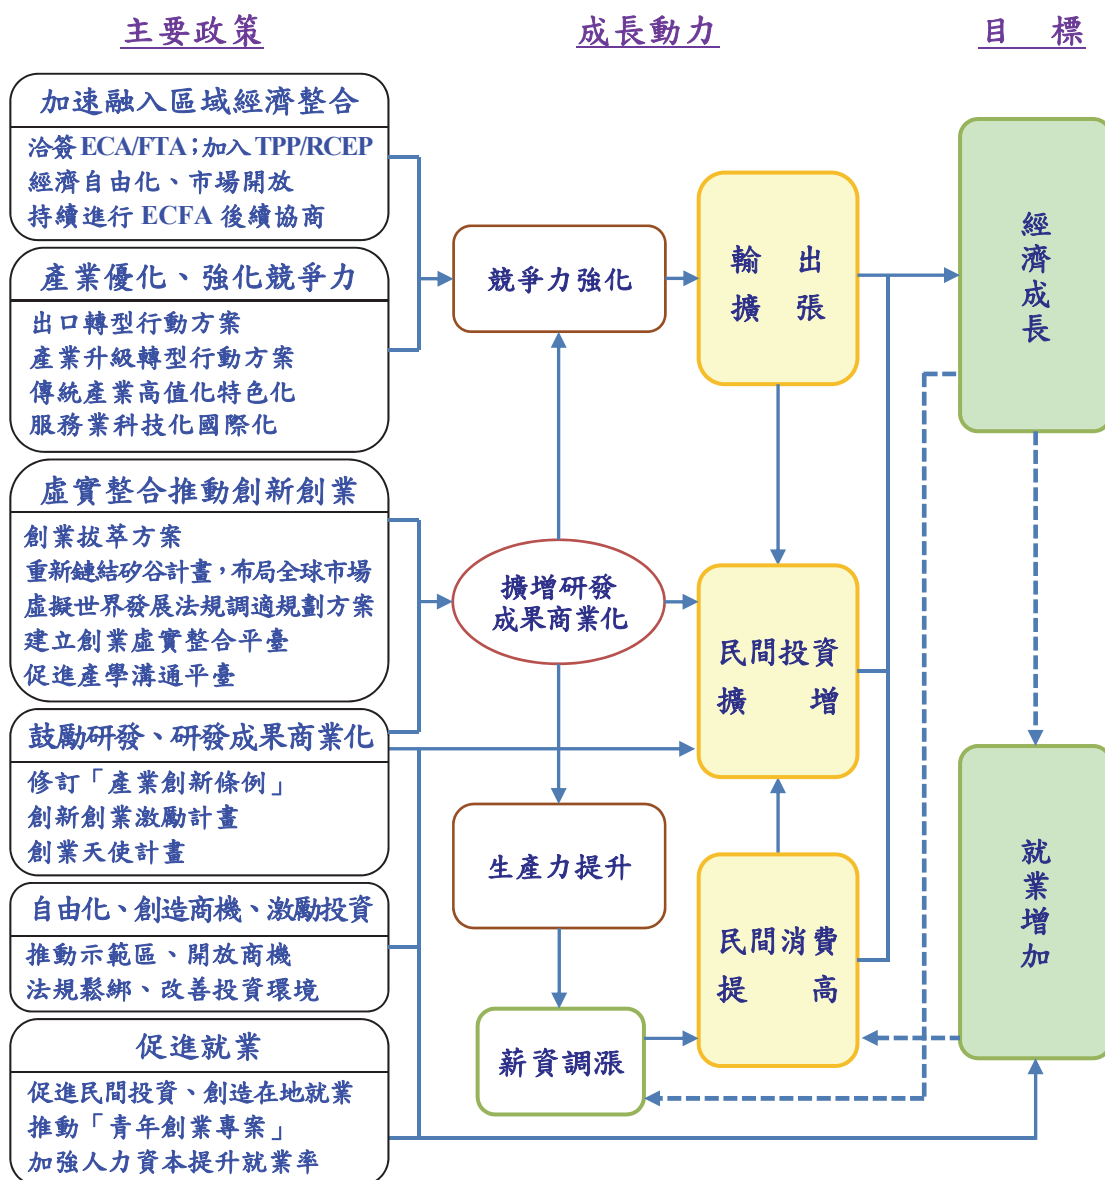 主要政策
成長動力
目標
加速融入區域經濟整合
洽簽ECA/FTA;加入TPP/RCEP
經濟自由化、市場開放
持續進行ECFA後續協商
產業優化、強化競爭力
出口轉型行動方案
產業升級轉型行動方案
傳統產業高值化特色化
服務業科技化國際化
虛實整合推動創新創業
創業拔萃方案
重新鏈結矽谷計畫,布局全球市場
虛擬世界發展法規調適規劃方案
建立創業虛實整合平臺
促進產學溝通平臺
鼓勵研發、研發成果商業化
修訂「產業創新條例」
創新創業激勵計畫
創業天使計畫
自由化、創造商機、激勵投資
推動示範區、開放商機
法規鬆綁、改善投資環境
促進就業
促進民間投資、創造在地就業
推動「青年創業專案」
加強人力資本提升就業率
競爭力強化
擴增研發
成果商業化
生產力提升
薪資調漲
輸出
擴張
民間投資
擴增
民間消費
提高
經濟成長
就業增加